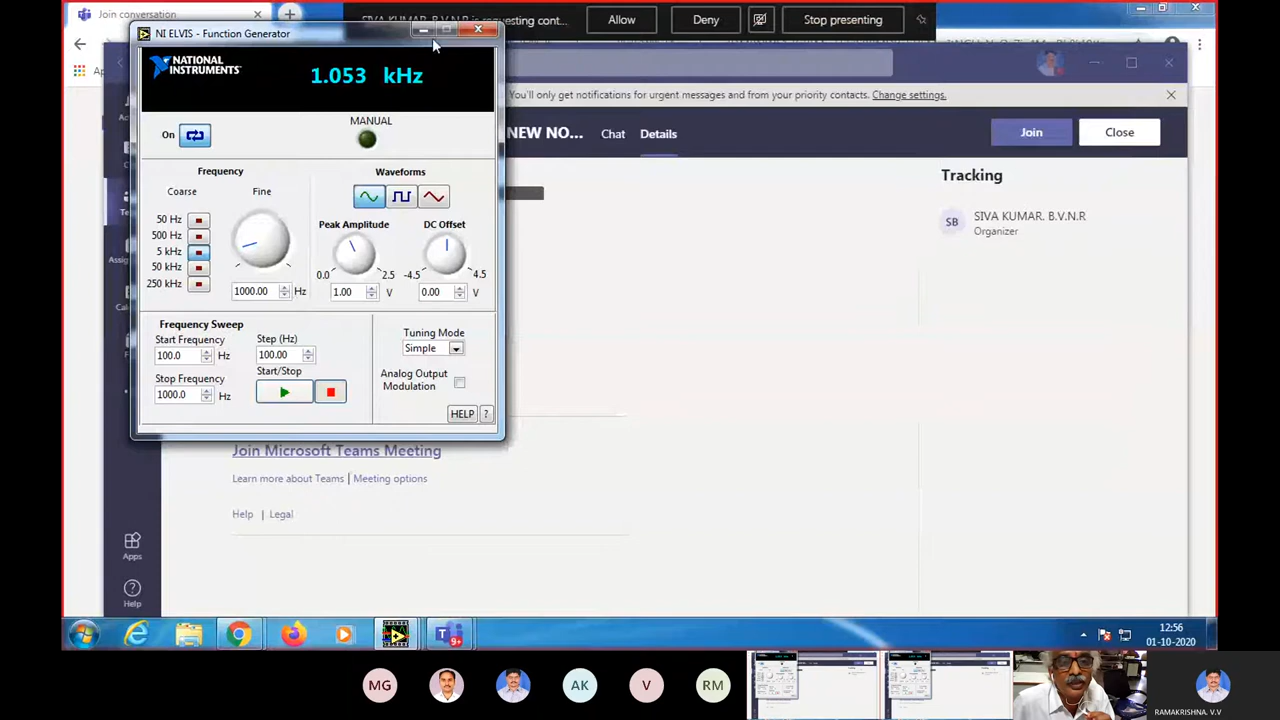 Join conversation
SIVA KUMAR. B.V.N.R is requesting cont...
Allow
Deny
Stop presenting
NI ELVIS - Function Generator
NATIONAL INSTRUMENTS
1.053 kHz
You'll only get notifications for urgent messages and from your priority contacts. Change settings.
On
MANUAL
NEW NO...
Chat
Details
Join
Close
Frequency
Waveforms
Coarse
Fine
50 Hz
500 Hz
5 kHz
50 kHz
250 kHz
1000.00 Hz
Peak Amplitude
DC Offset
0.0
2.5
-4.5
4.5
1.00 V
0.00 V
Tracking
SB
SIVA KUMAR. B.V.N.R
Organizer
Frequency Sweep
Start Frequency
Step (Hz)
100.0 Hz
100.00
Stop Frequency
Start/Stop
1000.0 Hz
Tuning Mode
Simple
Analog Output
Modulation
HELP
?
Join Microsoft Teams Meeting
Learn more about Teams | Meeting options
Help | Legal
Apps
Help
9+
12:56
01-10-2020
MG
AK
V
RM
RAMAKRISHNA. V.V